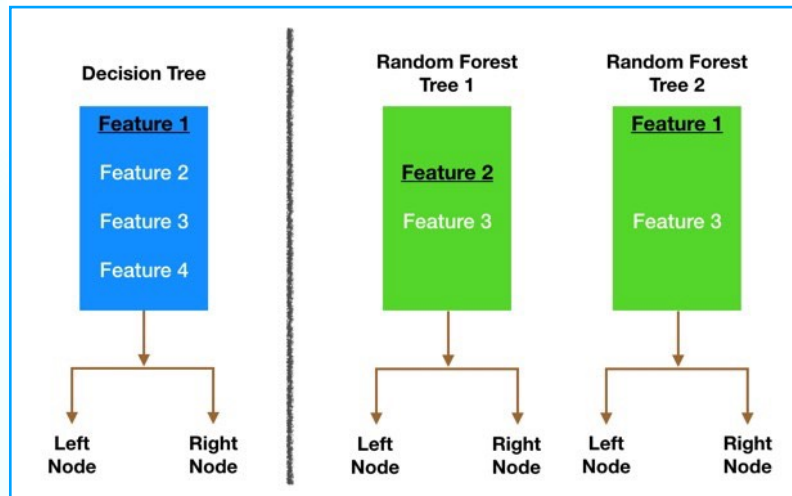 Decision Tree
Feature 1
Feature 2
Feature 3
Feature 4
Left
Node
Right
Node
Random Forest
Tree 1
Feature 2
Feature 3
Left
Node
Right
Node
Random Forest
Tree 2
Feature 1
Feature 3
Left
Node
Right
Node